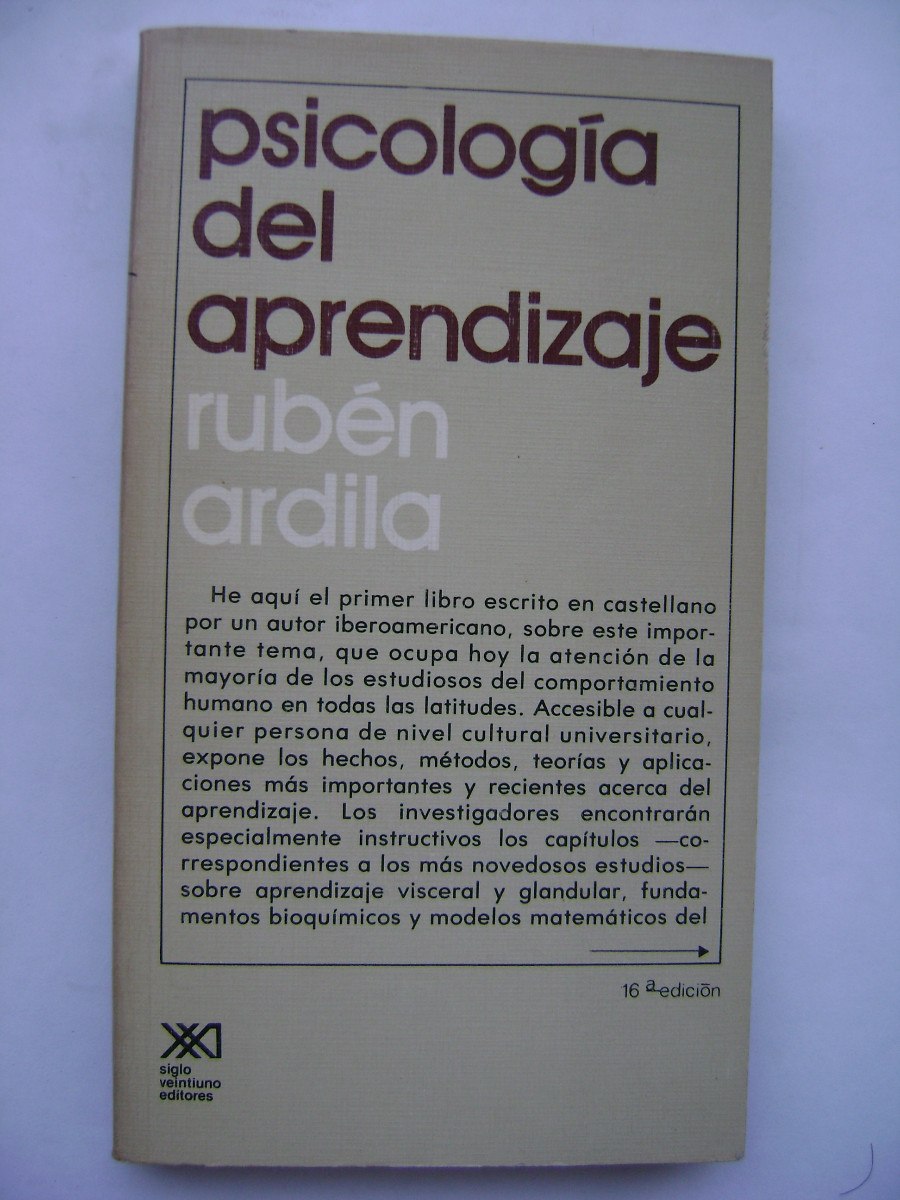 psicología
del
aprendizaje
rubén
ardila
He aquí el primer libro escrito en castellano
por un autor iberoamericano, sobre este impor-
tante tema, que ocupa hoy la atención de la
mayoría de los estudiosos del comportamiento
humano en todas las latitudes. Accesible a cual-
quier persona de nivel cultural universitario,
expone los hechos, métodos, teorías y aplica-
ciones más importantes y recientes acerca del
aprendizaje. Los investigadores encontrarán
especialmente instructivos los capítulos —co-
rrespondientes a los más novedosos estudios—
sobre aprendizaje visceral y glandular, funda-
mentos bioquímicos y modelos matemáticos del
16ª edición
XXI
siglo
veintiuno
editores